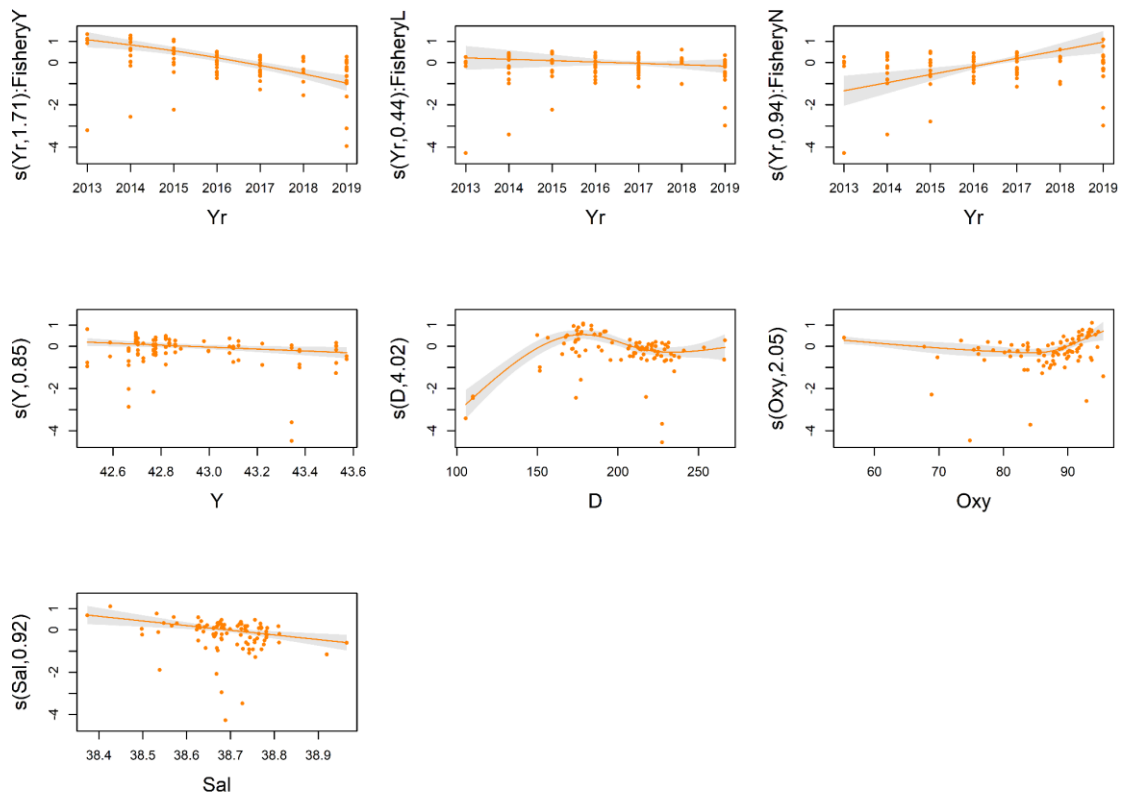 s(Yr,1.71):FisheryY
1
0
-2
-4
2013 2014 2015 2016 2017 2018 2019
Yr
s(Yr,0.44):FisheryL
1
0
-2
-4
2013 2014 2015 2016 2017 2018 2019
Yr
s(Yr,0.94):FisheryN
1
0
-2
-4
2013 2014 2015 2016 2017 2018 2019
Yr
s(Y,0.85)
1
0
-2
-4
42.6 42.8 43.0 43.2 43.4 43.6
Y
s(D,4.02)
1
0
-2
-4
100 150 200 250
D
s(Oxy,2.05)
1
0
-2
-4
60 70 80 90
Oxy
s(Sal,0.92)
1
0
-2
-4
38.4 38.5 38.6 38.7 38.8 38.9
Sal